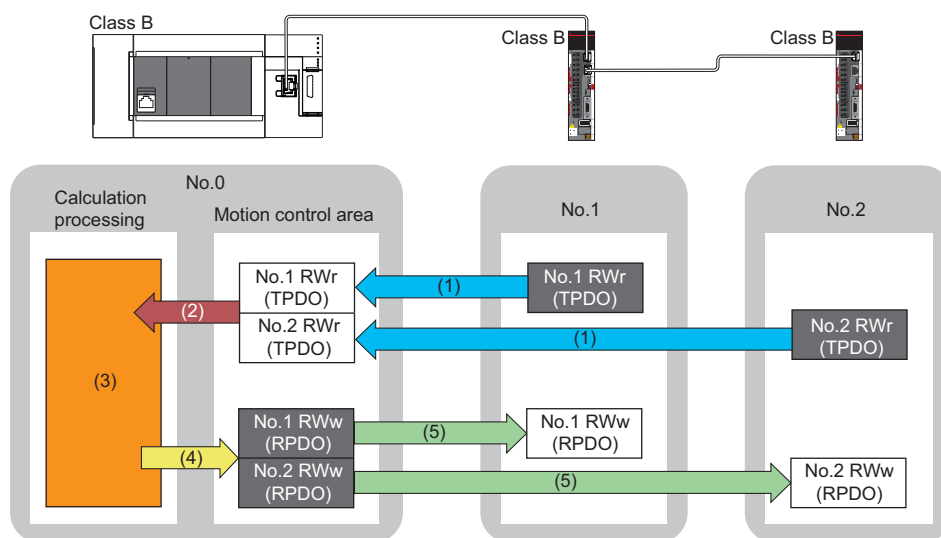 Class B
Class B
Class B
No.0
No.1
No.2
Calculation
processing
Motion control area
No.1 RWr
(TPDO)
(1)
No.1 RWr
(TPDO)
(2)
No.2 RWr
(TPDO)
(1)
No.2 RWr
(TPDO)
(3)
No.1 RWw
(RPDO)
(5)
No.1 RWw
(RPDO)
(4)
No.2 RWw
(RPDO)
(5)
No.2 RWw
(RPDO)